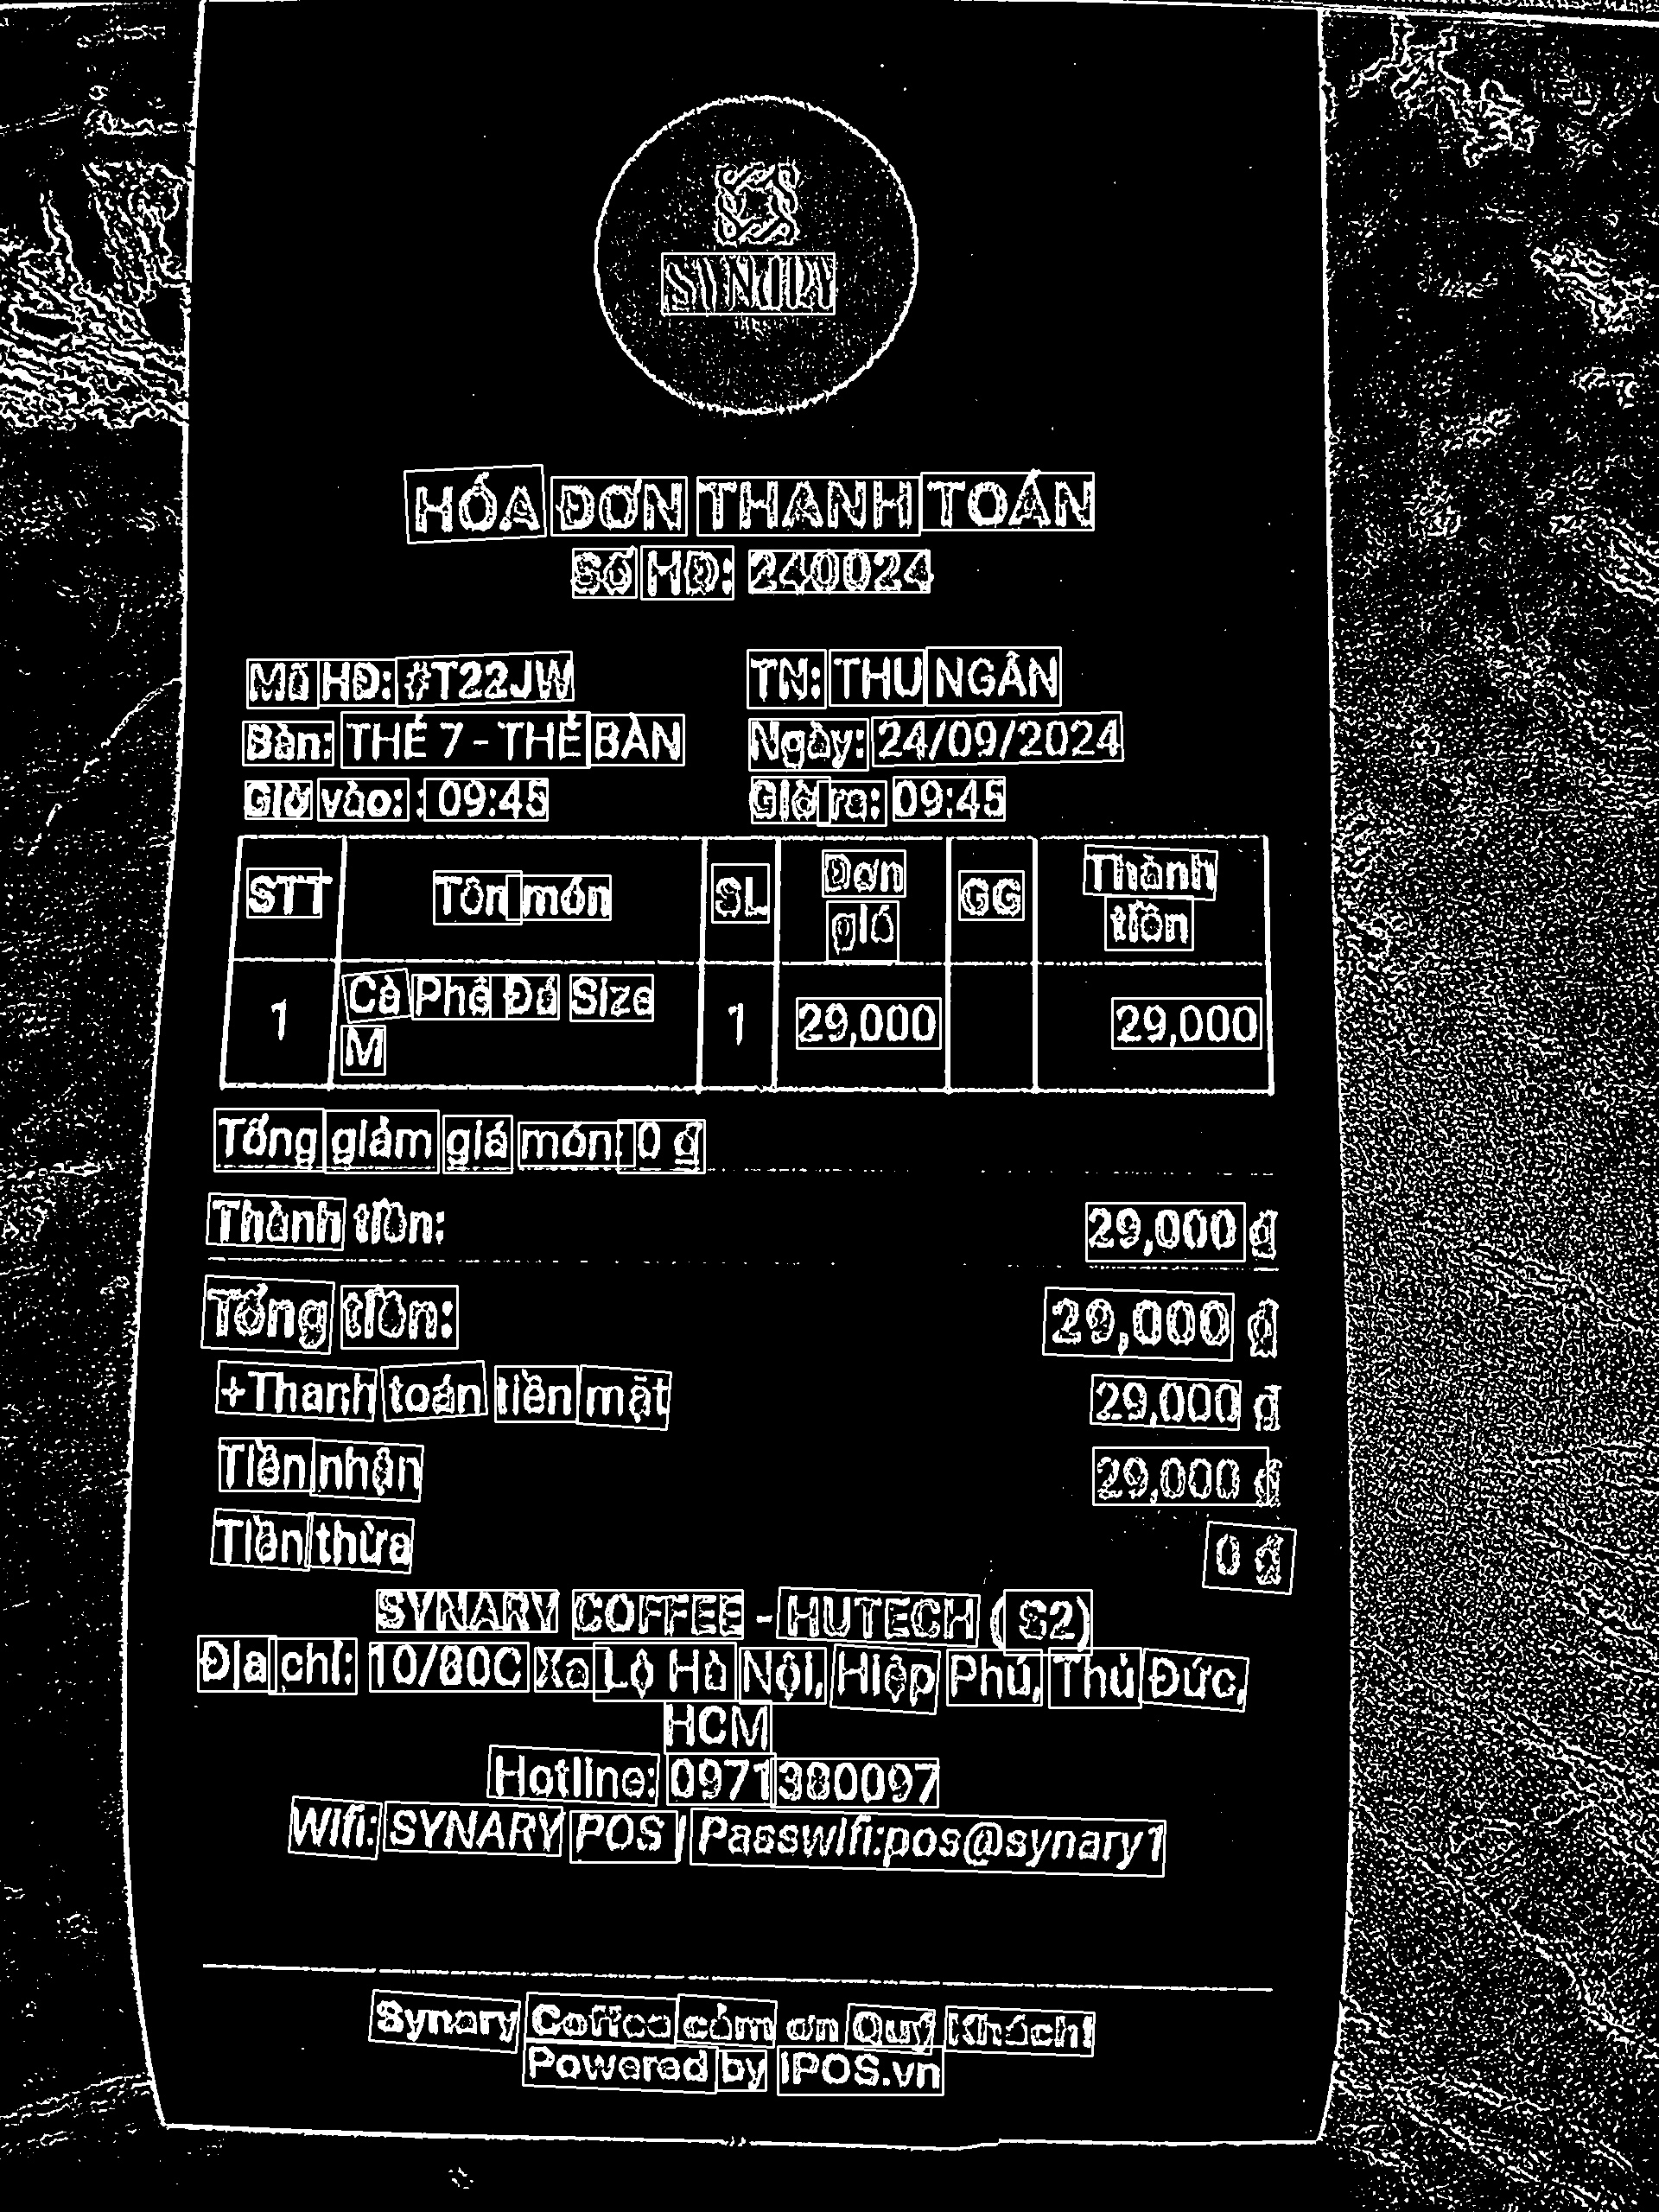 SYNARY
HÓA ĐƠN THANH TOÁN
Số HĐ: 240024
Mã HĐ: #T22JW TN: THU NGÂN
Bàn: THẺ 7 - THẺ BÀN Ngày: 24/09/2024
Giờ vào: : 09:45 Giờ ra: 09:45
STT Tên món SL Đơn giá GG Thành tiền
1 Cà Phê Đá Size M 1 29,000 29,000
Tổng giảm giá món: 0 ₫
Thành tiền: 29,000 ₫
Tổng tiền: 29,000 ₫
+Thanh toán tiền mặt 29,000 ₫
Tiền nhận 29,000 ₫
Tiền thừa 0 ₫
SYNARY COFFEE - HUTECH ( S2)
Địa chỉ: 10/80C Xa Lộ Hà Nội, Hiệp Phú, Thủ Đức,
HCM
Hotline: 0971380097
Wifi: SYNARY POS | Passwifi:pos@synary1
Synary Coffee cảm ơn Quý Khách!
Powered by iPOS.vn